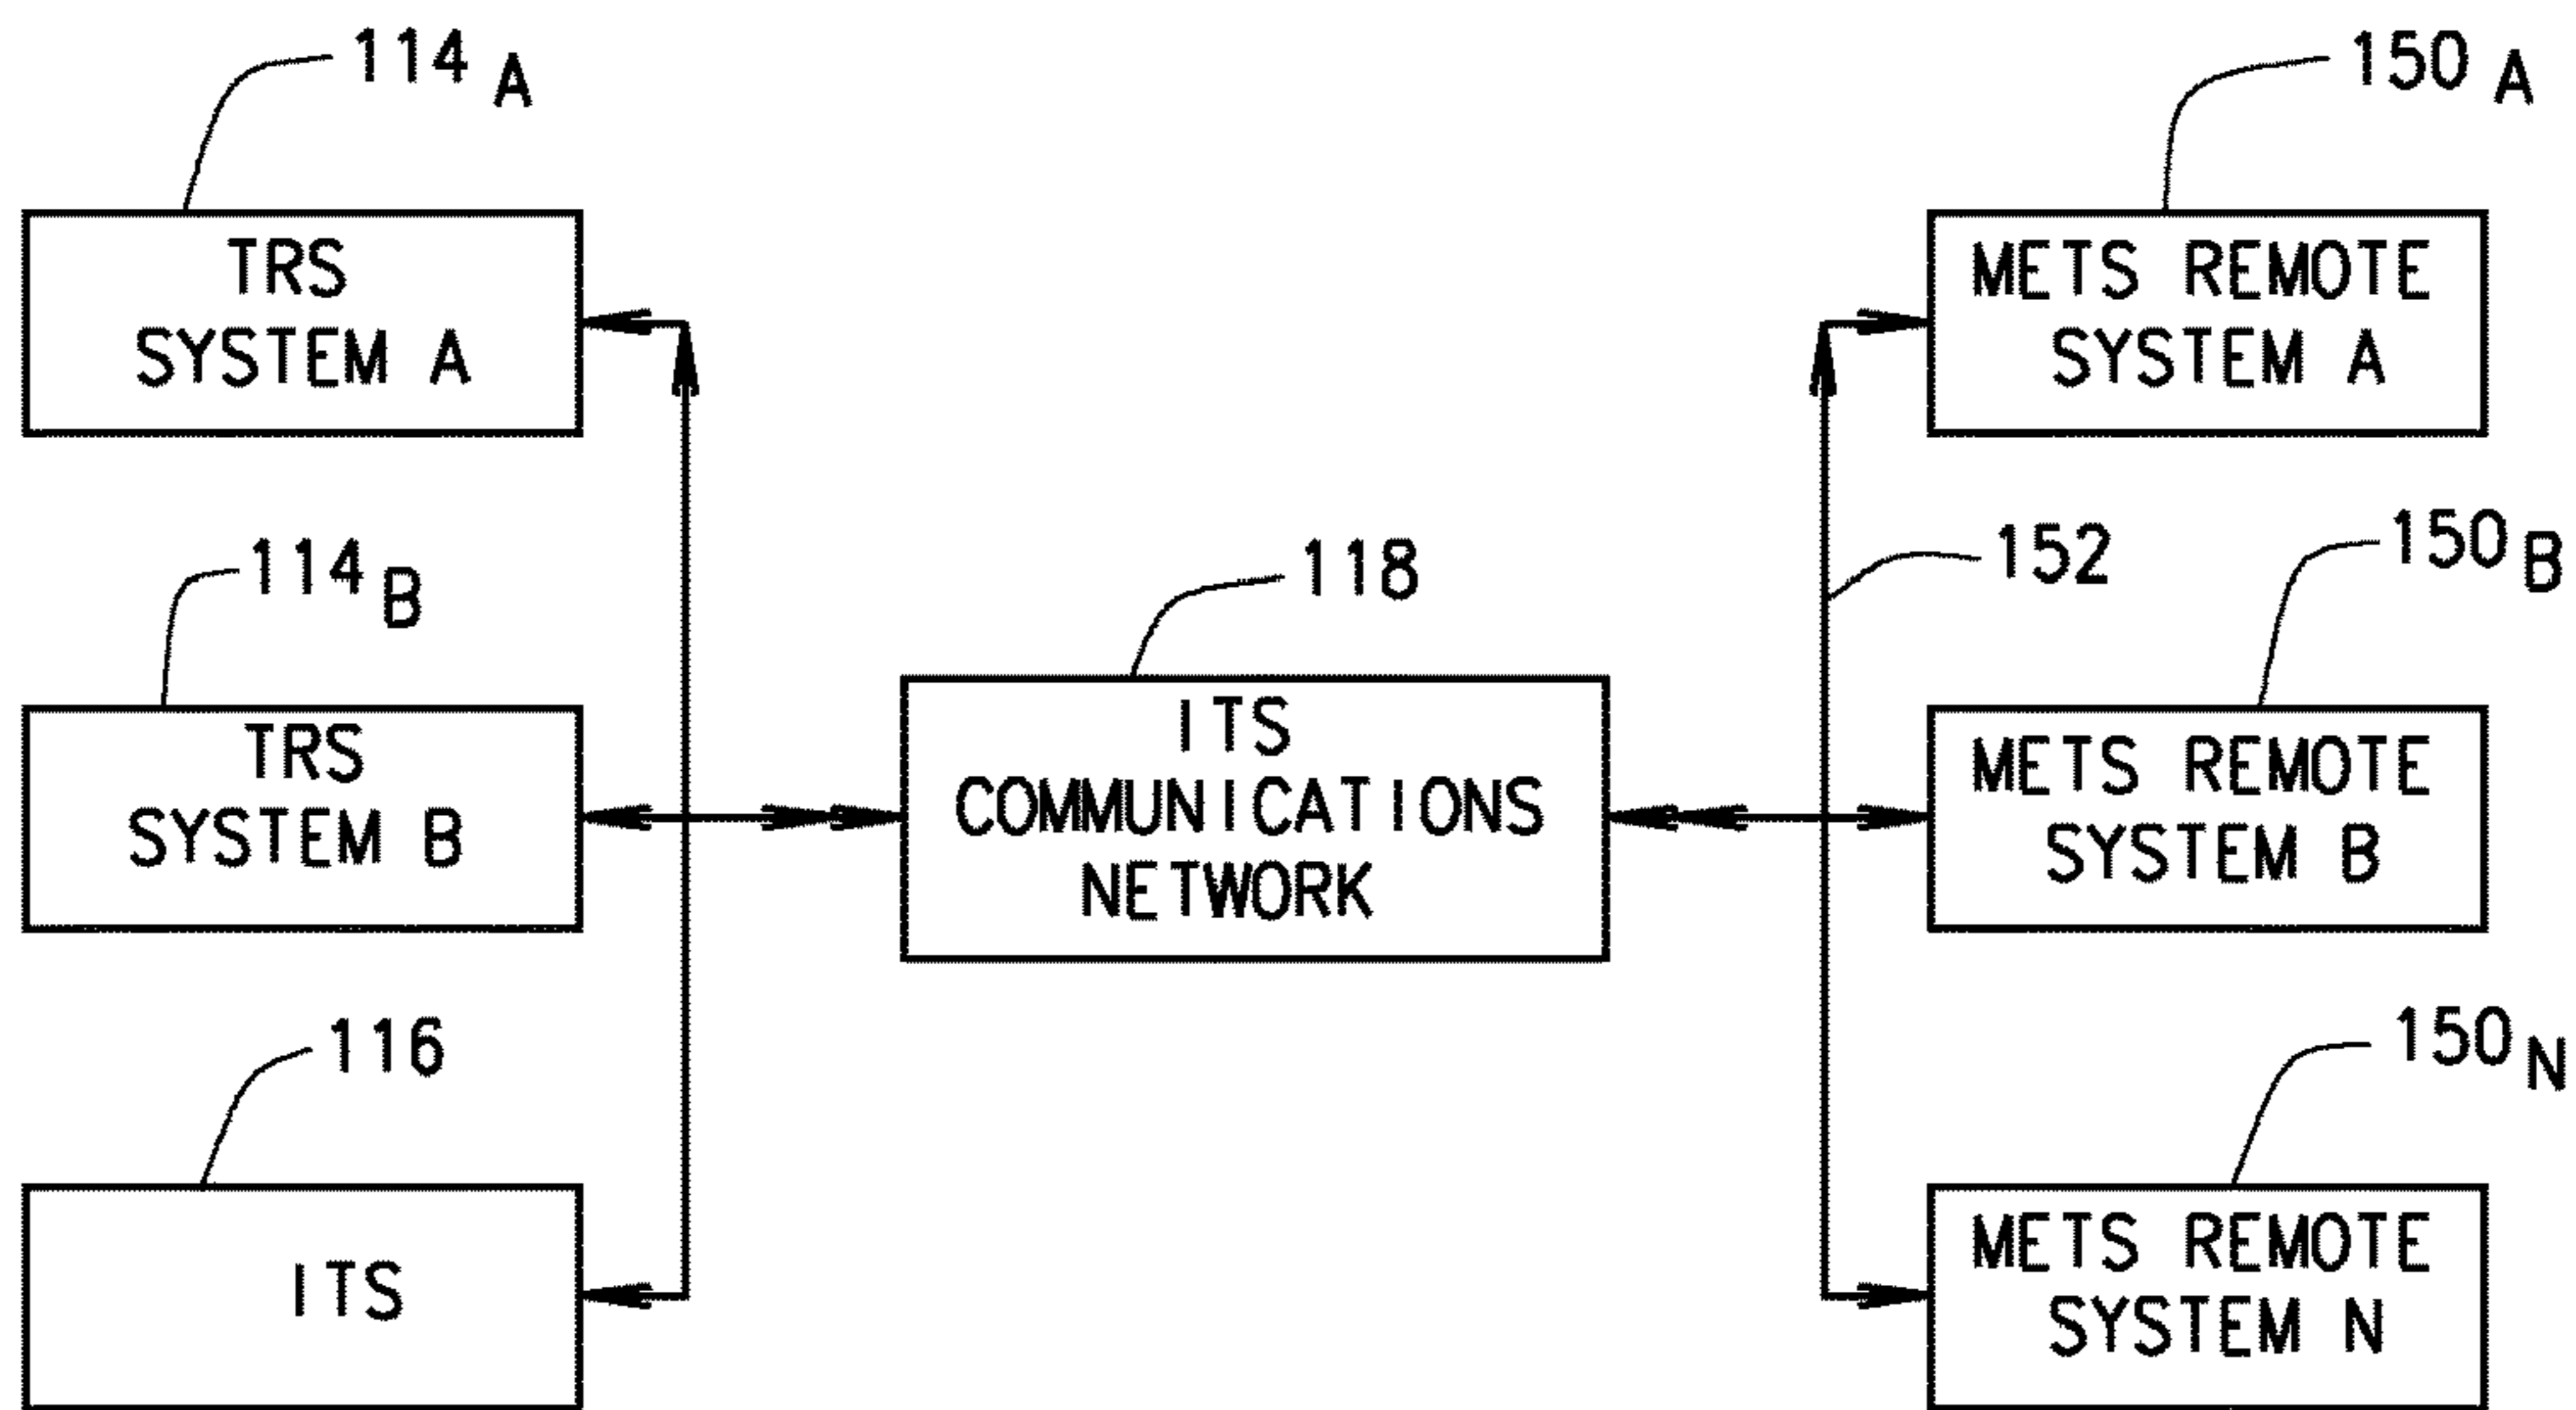 114 A
TRS
SYSTEM A
114 B
TRS
SYSTEM B
116
ITS
118
ITS
COMMUNICATIONS
NETWORK
152
150 A
METS REMOTE
SYSTEM A
150 B
METS REMOTE
SYSTEM B
150 N
METS REMOTE
SYSTEM N